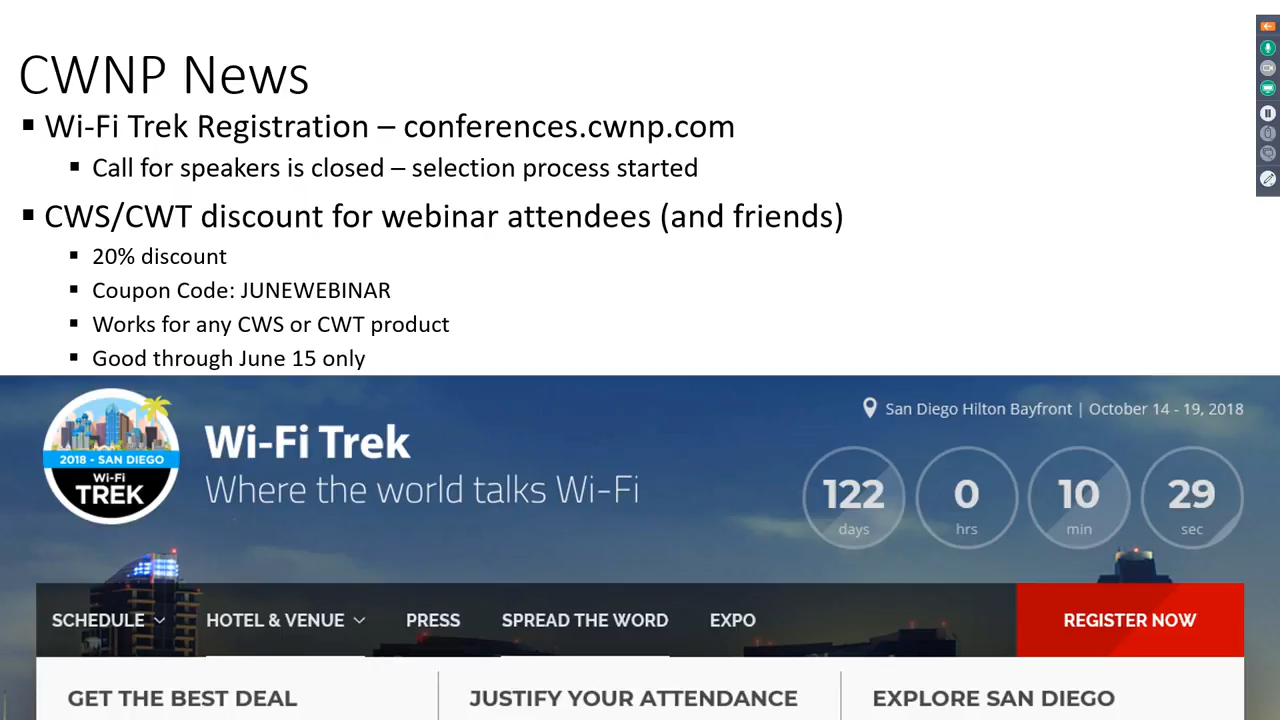 CWNP News
▪ Wi-Fi Trek Registration – conferences.cwnp.com
▪ Call for speakers is closed – selection process started
▪ CWS/CWT discount for webinar attendees (and friends)
▪ 20% discount
▪ Coupon Code: JUNEWEBINAR
▪ Works for any CWS or CWT product
▪ Good through June 15 only
2018 - SAN DIEGO
Wi-Fi
TREK
Wi-Fi Trek
Where the world talks Wi-Fi
San Diego Hilton Bayfront | October 14 - 19, 2018
122 0 10 29
days hrs min sec
SCHEDULE HOTEL & VENUE PRESS SPREAD THE WORD EXPO REGISTER NOW
GET THE BEST DEAL JUSTIFY YOUR ATTENDANCE EXPLORE SAN DIEGO